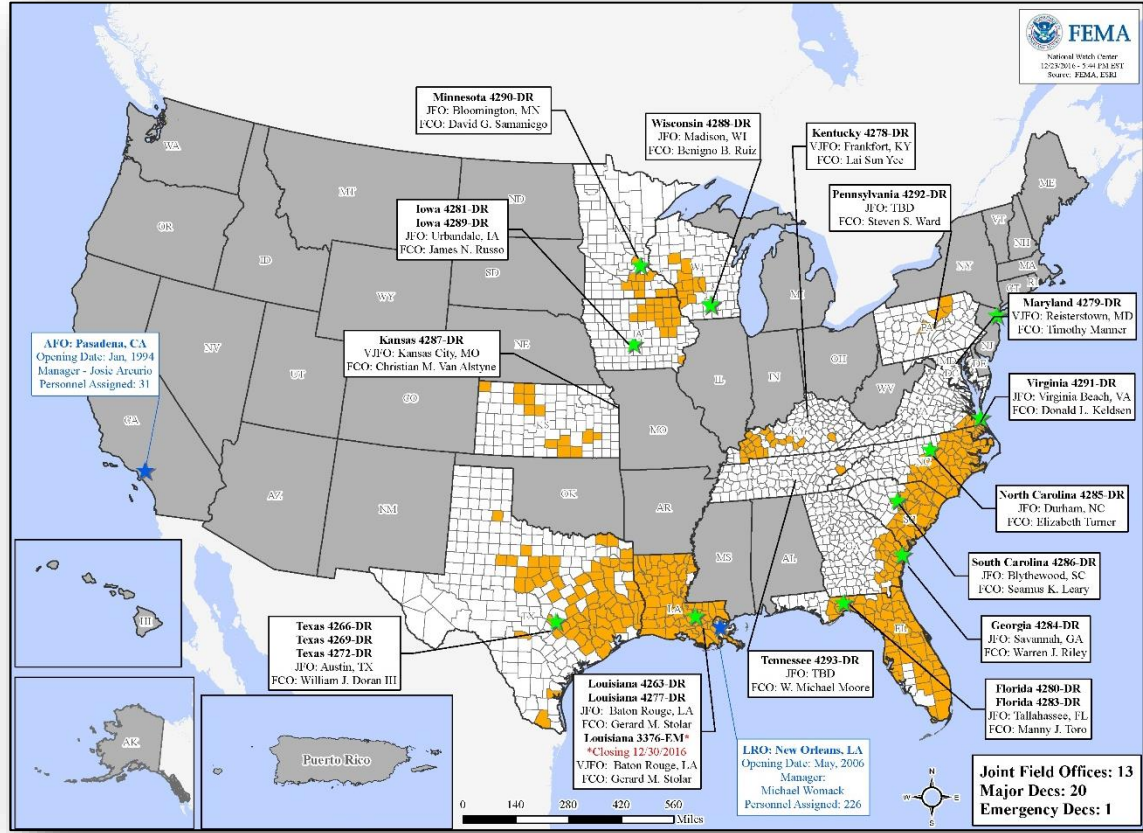 FEMA
National Watch Center
12/23/2016 - 5:44 PM EST
Source: FEMA, ESRI
Minnesota 4290-DR
JFO: Bloomington, MN
FCO: David G. Samaniego
Wisconsin 4288-DR
JFO: Madison, WI
FCO: Benigno B. Ruiz
Kentucky 4278-DR
VJFO: Frankfort, KY
FCO: Lai Sun Yee
Pennsylvania 4292-DR
JFO: TBD
FCO: Steven S. Ward
Iowa 4281-DR
Iowa 4289-DR
JFO: Urbandale, IA
FCO: James N. Russo
Maryland 4279-DR
VJFO: Reisterstown, MD
FCO: Timothy Manner
Kansas 4287-DR
VJFO: Kansas City, MO
FCO: Christian M. Van Alstyne
AFO: Pasadena, CA
Opening Date: Jan, 1994
Manager - Josie Arcurio
Personnel Assigned: 31
Virginia 4291-DR
JFO: Virginia Beach, VA
FCO: Donald L. Keldsen
North Carolina 4285-DR
JFO: Durham, NC
FCO: Elizabeth Turner
South Carolina 4286-DR
JFO: Blythewood, SC
FCO: Seamus K. Leary
Georgia 4284-DR
JFO: Savannah, GA
FCO: Warren J. Riley
Texas 4266-DR
Texas 4269-DR
Texas 4272-DR
JFO: Austin, TX
FCO: William J. Doran III
Tennessee 4293-DR
JFO: TBD
FCO: W. Michael Moore
Florida 4280-DR
Florida 4283-DR
JFO: Tallahassee, FL
FCO: Manny J. Toro
Louisiana 4263-DR
Louisiana 4277-DR
JFO: Baton Rouge, LA
FCO: Gerard M. Stolar
Louisiana 3376-EM*
*Closing 12/30/2016
VJFO: Baton Rouge, LA
FCO: Gerard M. Stolar
LRO: New Orleans, LA
Opening Date: May, 2006
Manager:
Michael Womack
Personnel Assigned: 226
Joint Field Offices: 13
Major Decs: 20
Emergency Decs: 1
WA
MT
ND
OR
ID
SD
WY
NE
NV
UT
CO
CA
AZ
NM
KS
OK
TX
MO
AR
LA
MS
AL
IA
WI
MI
IL
IN
OH
WV
PA
NY
VT
NH
ME
MA
RI
CT
NJ
DE
MD
DC
VA
NC
SC
FL
HI
AK
Puerto Rico
N
W
E
S
0
140
280
420
560
Miles